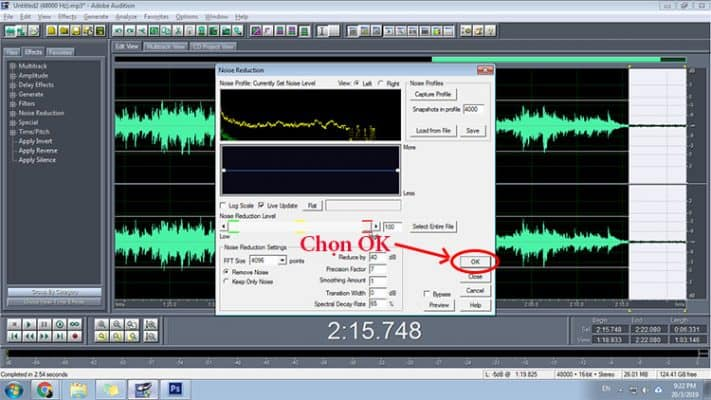 Untitled2 (48000 Hz).mp3* - Adobe Audition
File Edit View Effects Generate Analyze Favorites Options Window Help
Files Effects Favorites
Edit View Multitrack View CD Project View
Multitrack
Amplitude
Delay Effects
Generate
Filters
Noise Reduction
Special
Time/Pitch
Apply Invert
Apply Reverse
Apply Silence
Group By Category
Noise Reduction
Noise Profile: Currently Set Noise Level
View: Left Right
Noise Profiles
Capture Profile
Snapshots in profile 4000
Load from File Save
More
Less
Log Scale Live Update Flat
Noise Reduction Level
100 Select Entire File
Low
Chọn OK
Noise Reduction Settings
FFT Size 4096 points
Remove Noise
Keep Only Noise
Reduce by 40 dB
Precision Factor 7
Smoothing Amount 1
Transition Width 0 dB
Spectral Decay Rate 65 %
OK
Close
Cancel
Bypass
Preview Help
2:15.748
Begin End Length
Sel 2:15.748 2:22.080 0:06.331
View 1:18.933 2:22.080 1:03.146
Completed in 2.54 seconds
L: -5dB @ 1:19.825 48000 • 16-bit • Stereo 26.01 MB 124.41 GB free
EN
9:22 PM
20/3/2019